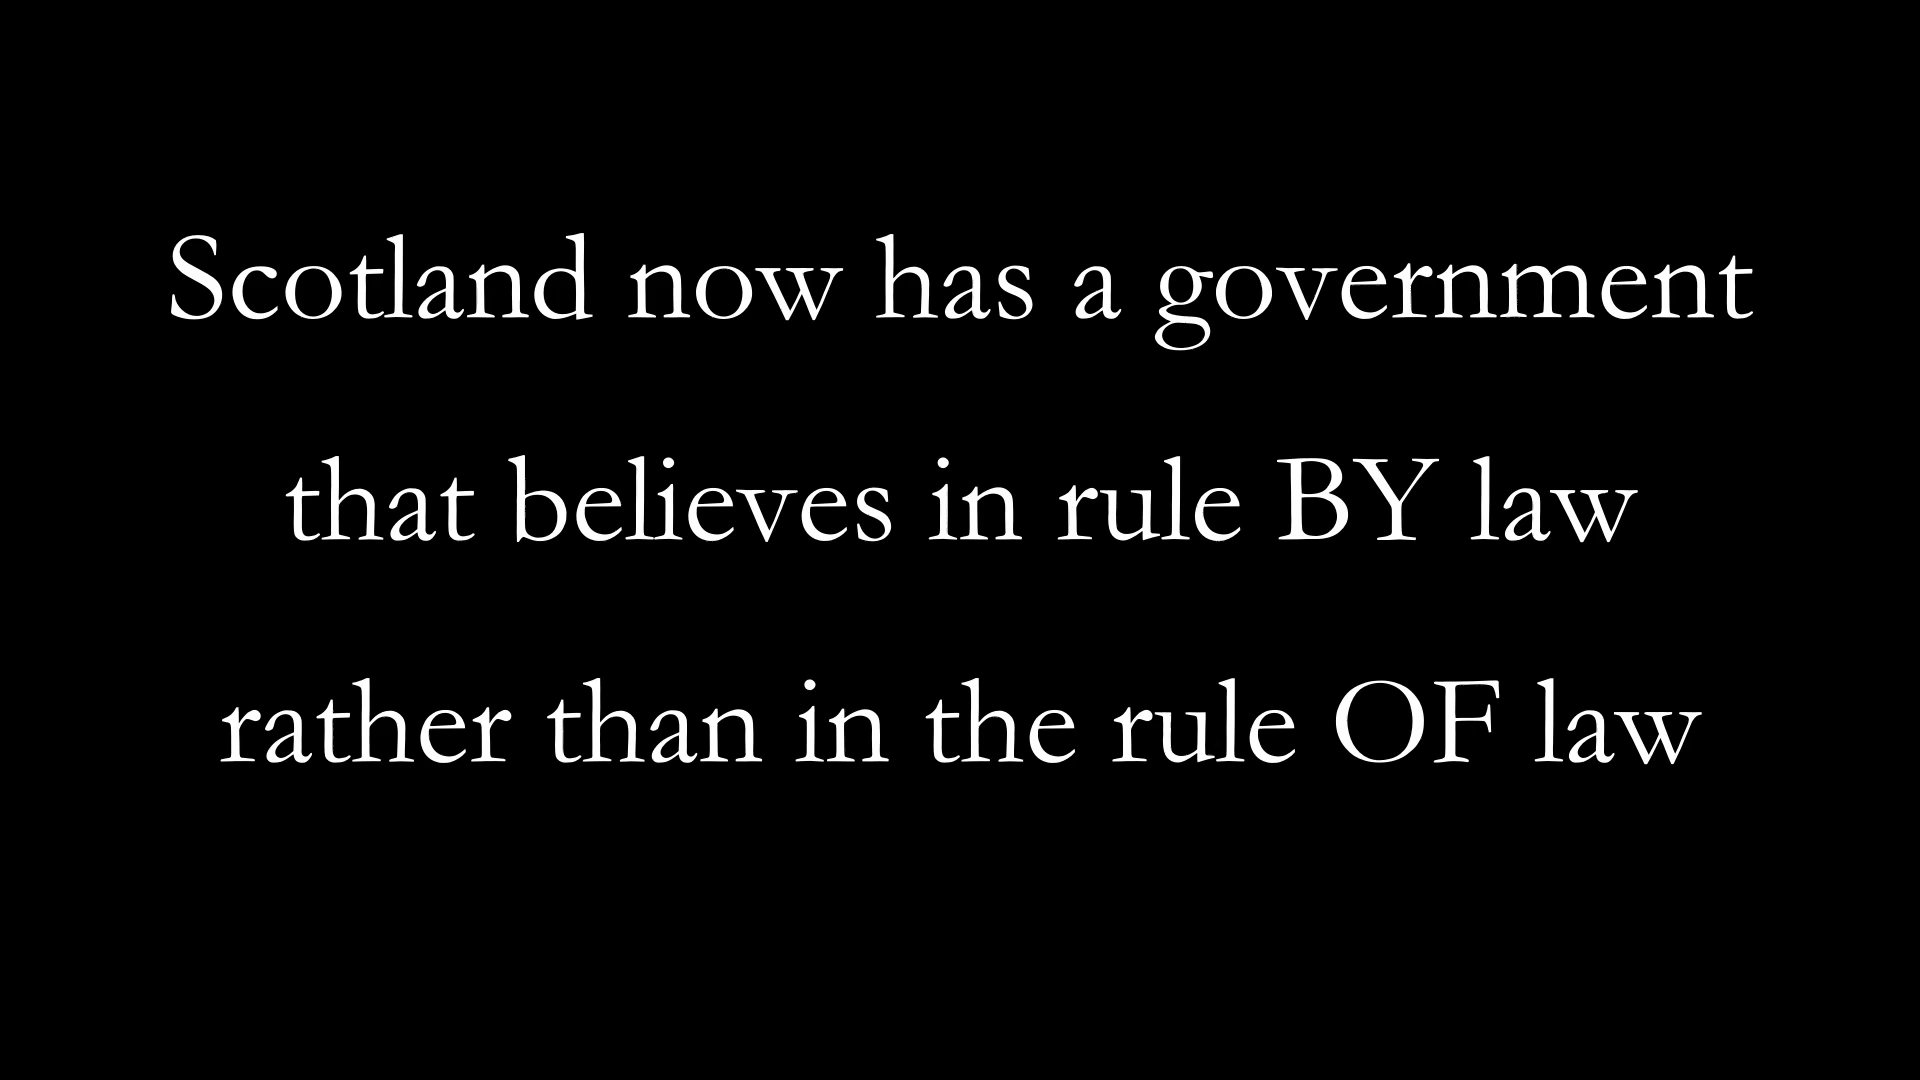 Scotland now has a government
that believes in rule BY law
rather than in the rule OF law